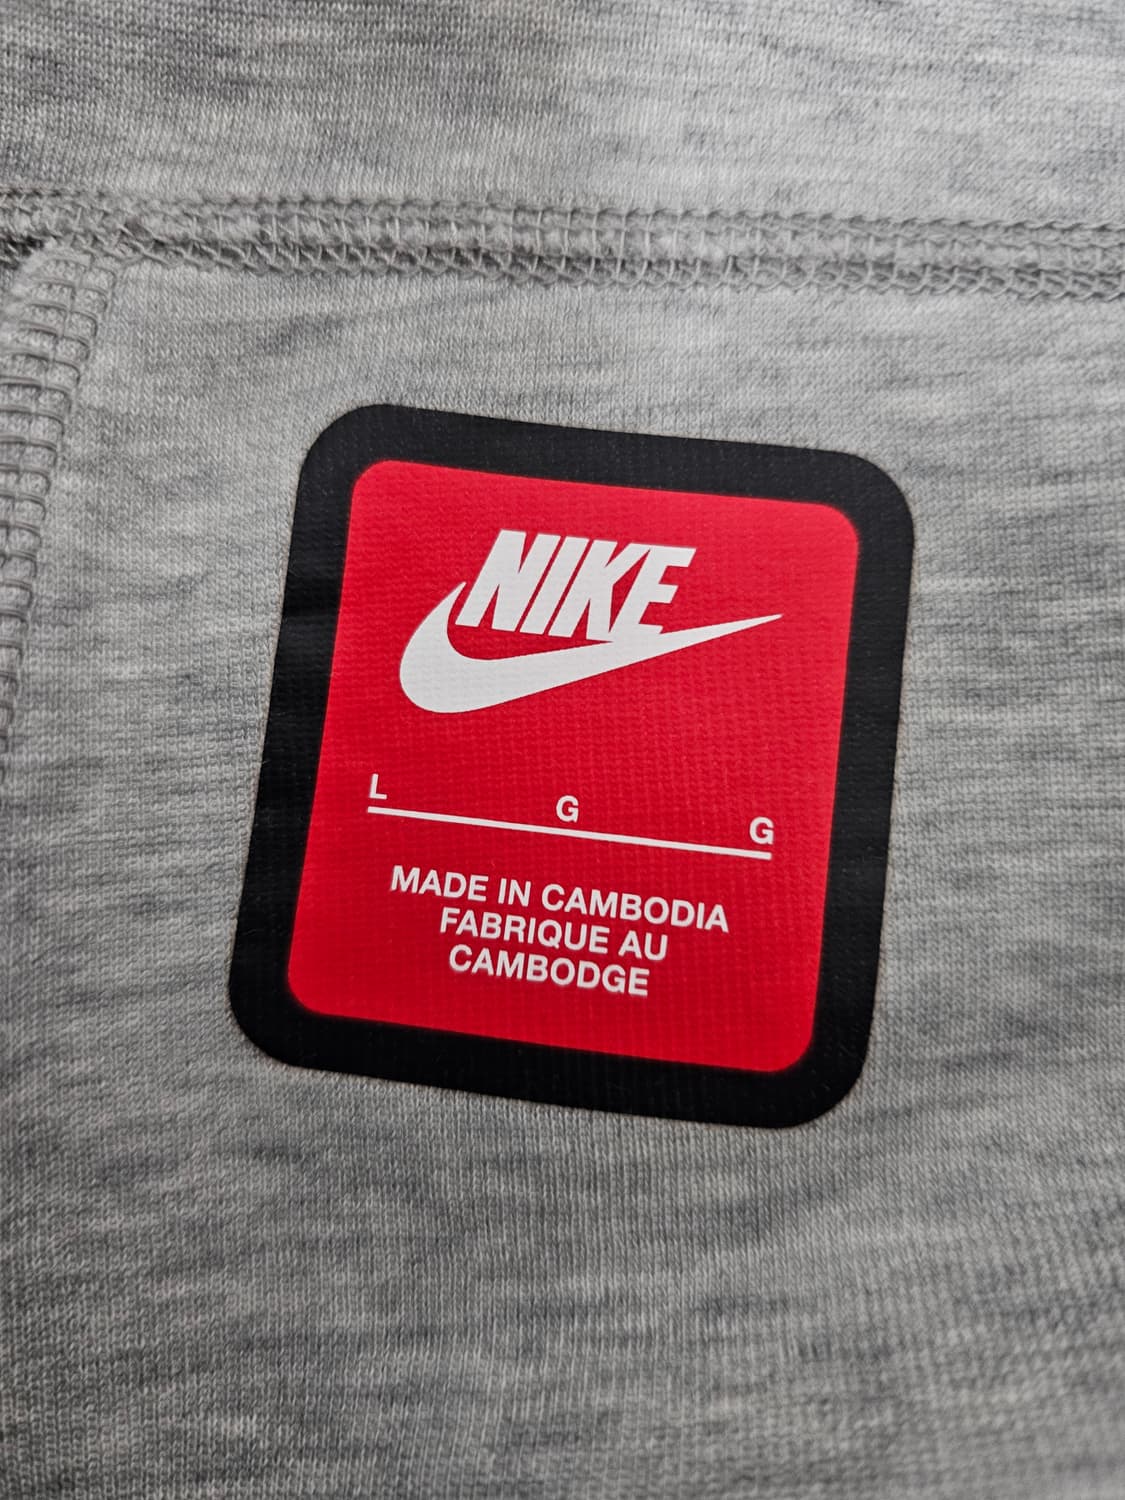 NIKE
L G G
MADE IN CAMBODIA
FABRIQUE AU
CAMBODGE